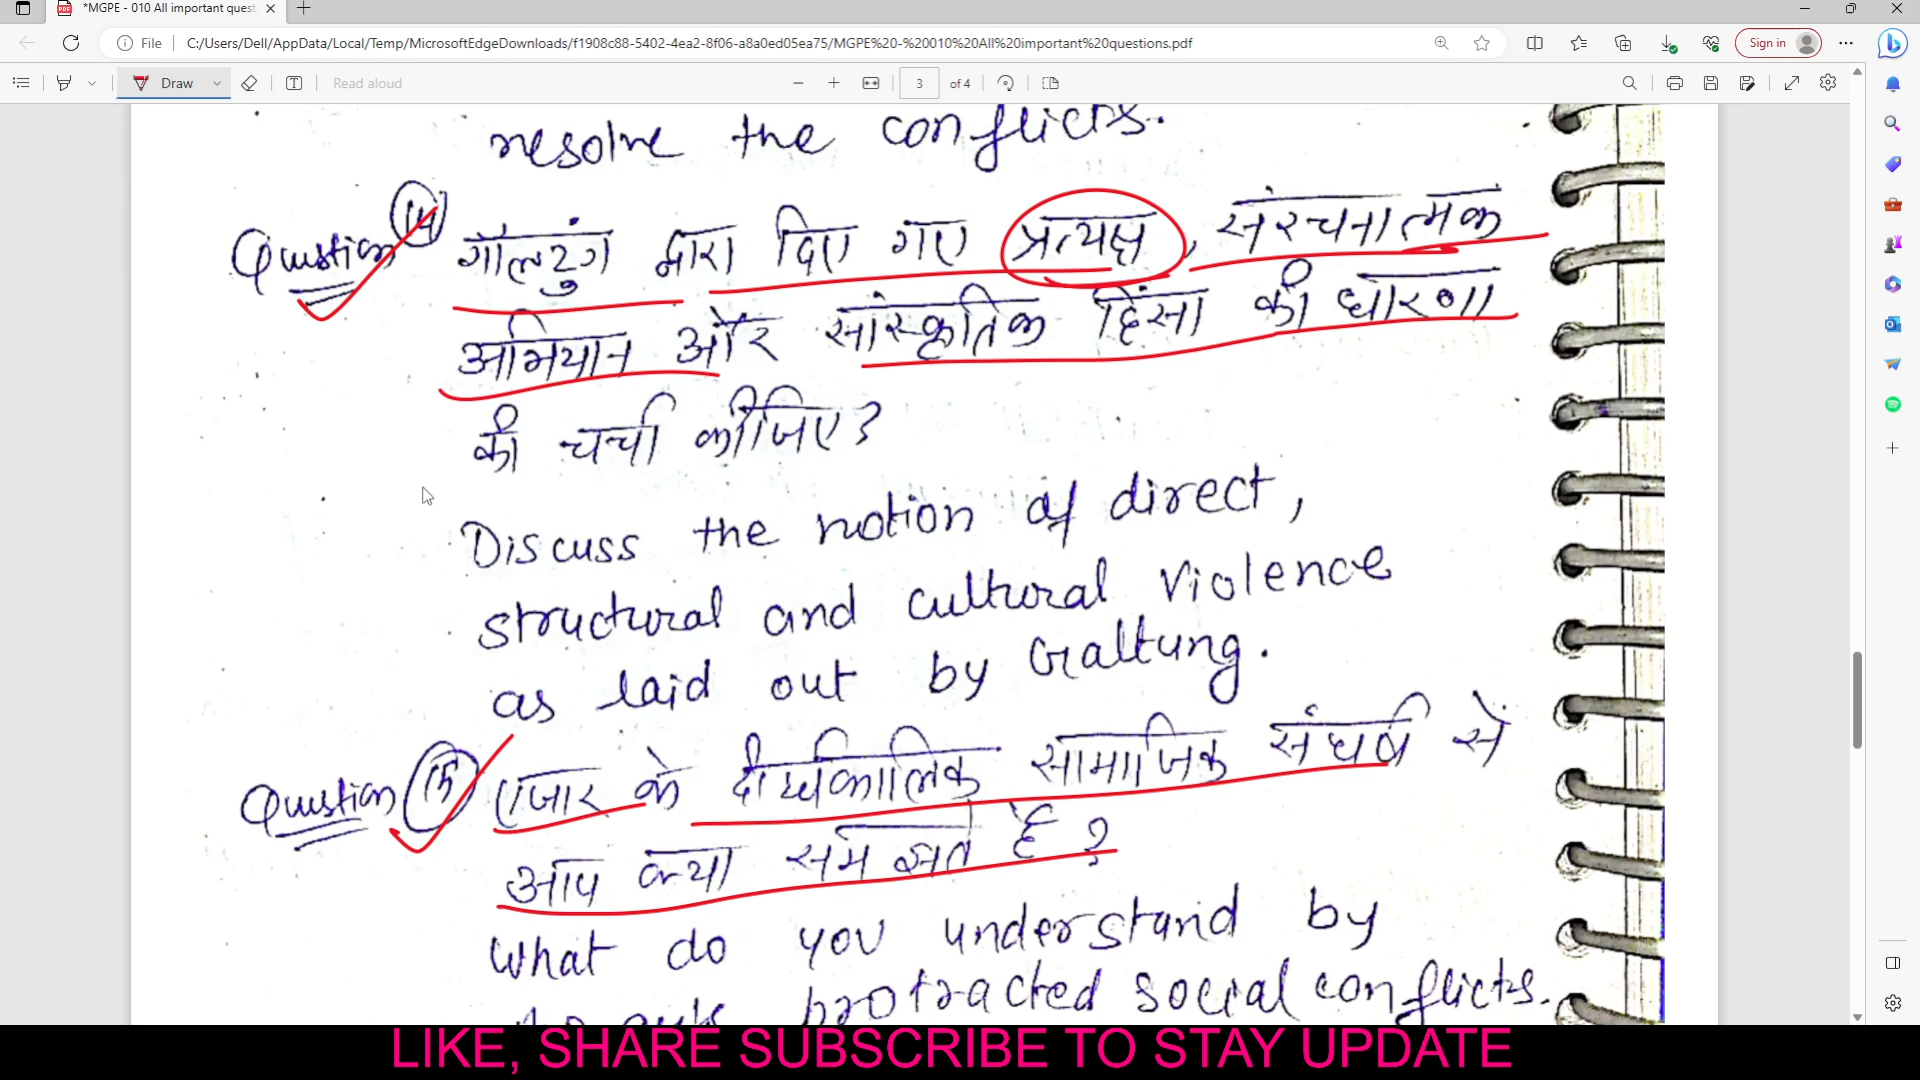 *MGPE - 010 All important quest
File
C:/Users/Dell/AppData/Local/Temp/MicrosoftEdgeDownloads/f1908c88-5402-4ea2-8f06-a8a0ed05ea75/MGPE%20-%20010%20All%20important%20questions.pdf
Sign in
Draw
Read aloud
3 of 4
resolve the conflicts.
Question 14 गॉलटुंग द्वारा दिए गए प्रत्यक्ष, संरचनात्मक
अभियान और सांस्कृतिक हिंसा की धारणा
की चर्चा कीजिए?
Discuss the notion of direct,
structural and cultural violence
as laid out by Galtung.
Question 15 एजार के दीर्घकालिक सामाजिक संघर्ष से
आप क्या समझते है?
What do you understand by
protracted social conflicts.
LIKE, SHARE SUBSCRIBE TO STAY UPDATE